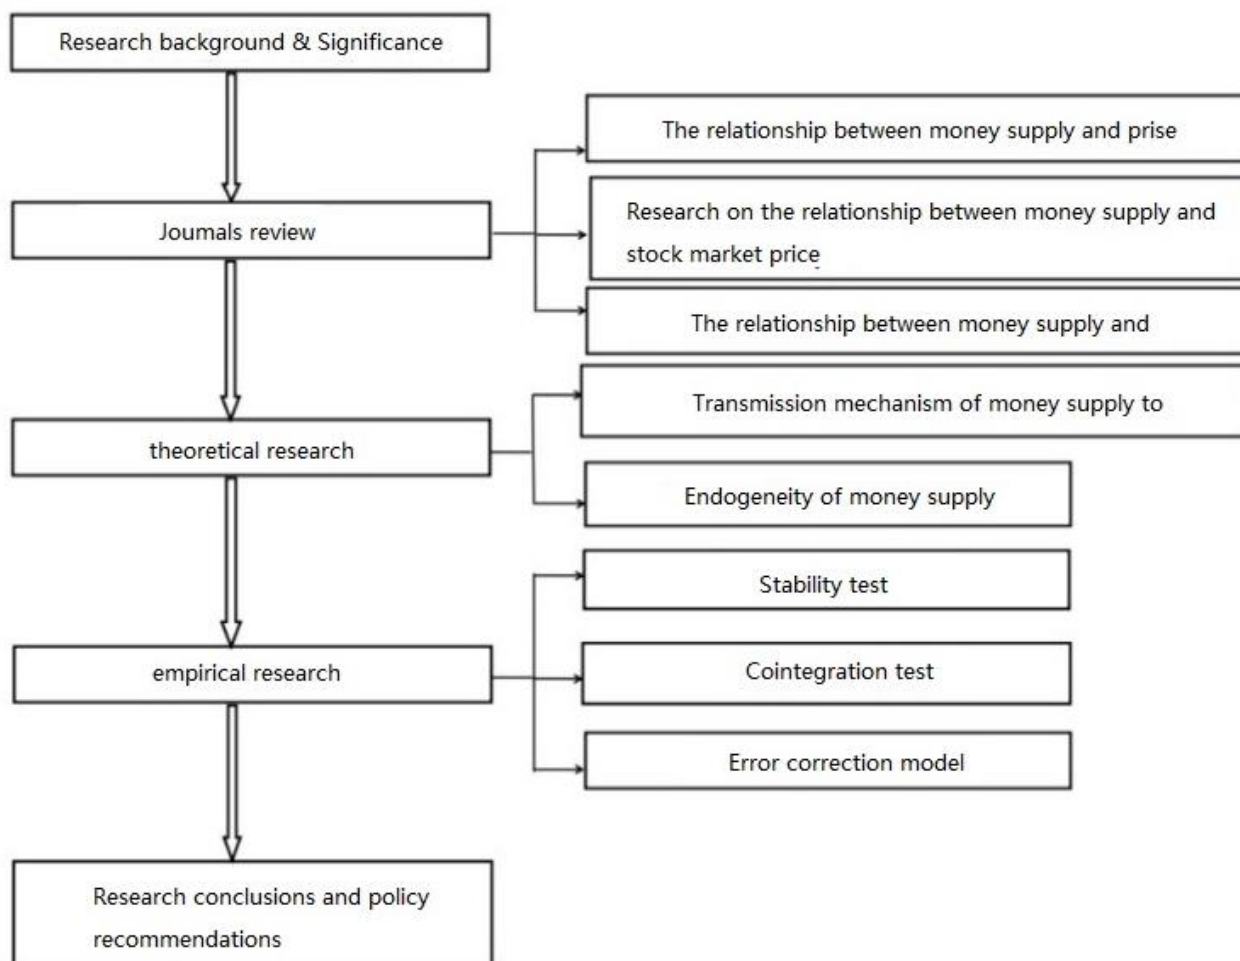 Research background & Significance
The relationship between money supply and prise
Joumals review
Research on the relationship between money supply and
stock market price
The relationship between money supply and
Transmission mechanism of money supply to
theoretical research
Endogeneity of money supply
Stability test
empirical research
Cointegration test
Error correction model
Research conclusions and policy
recommendations